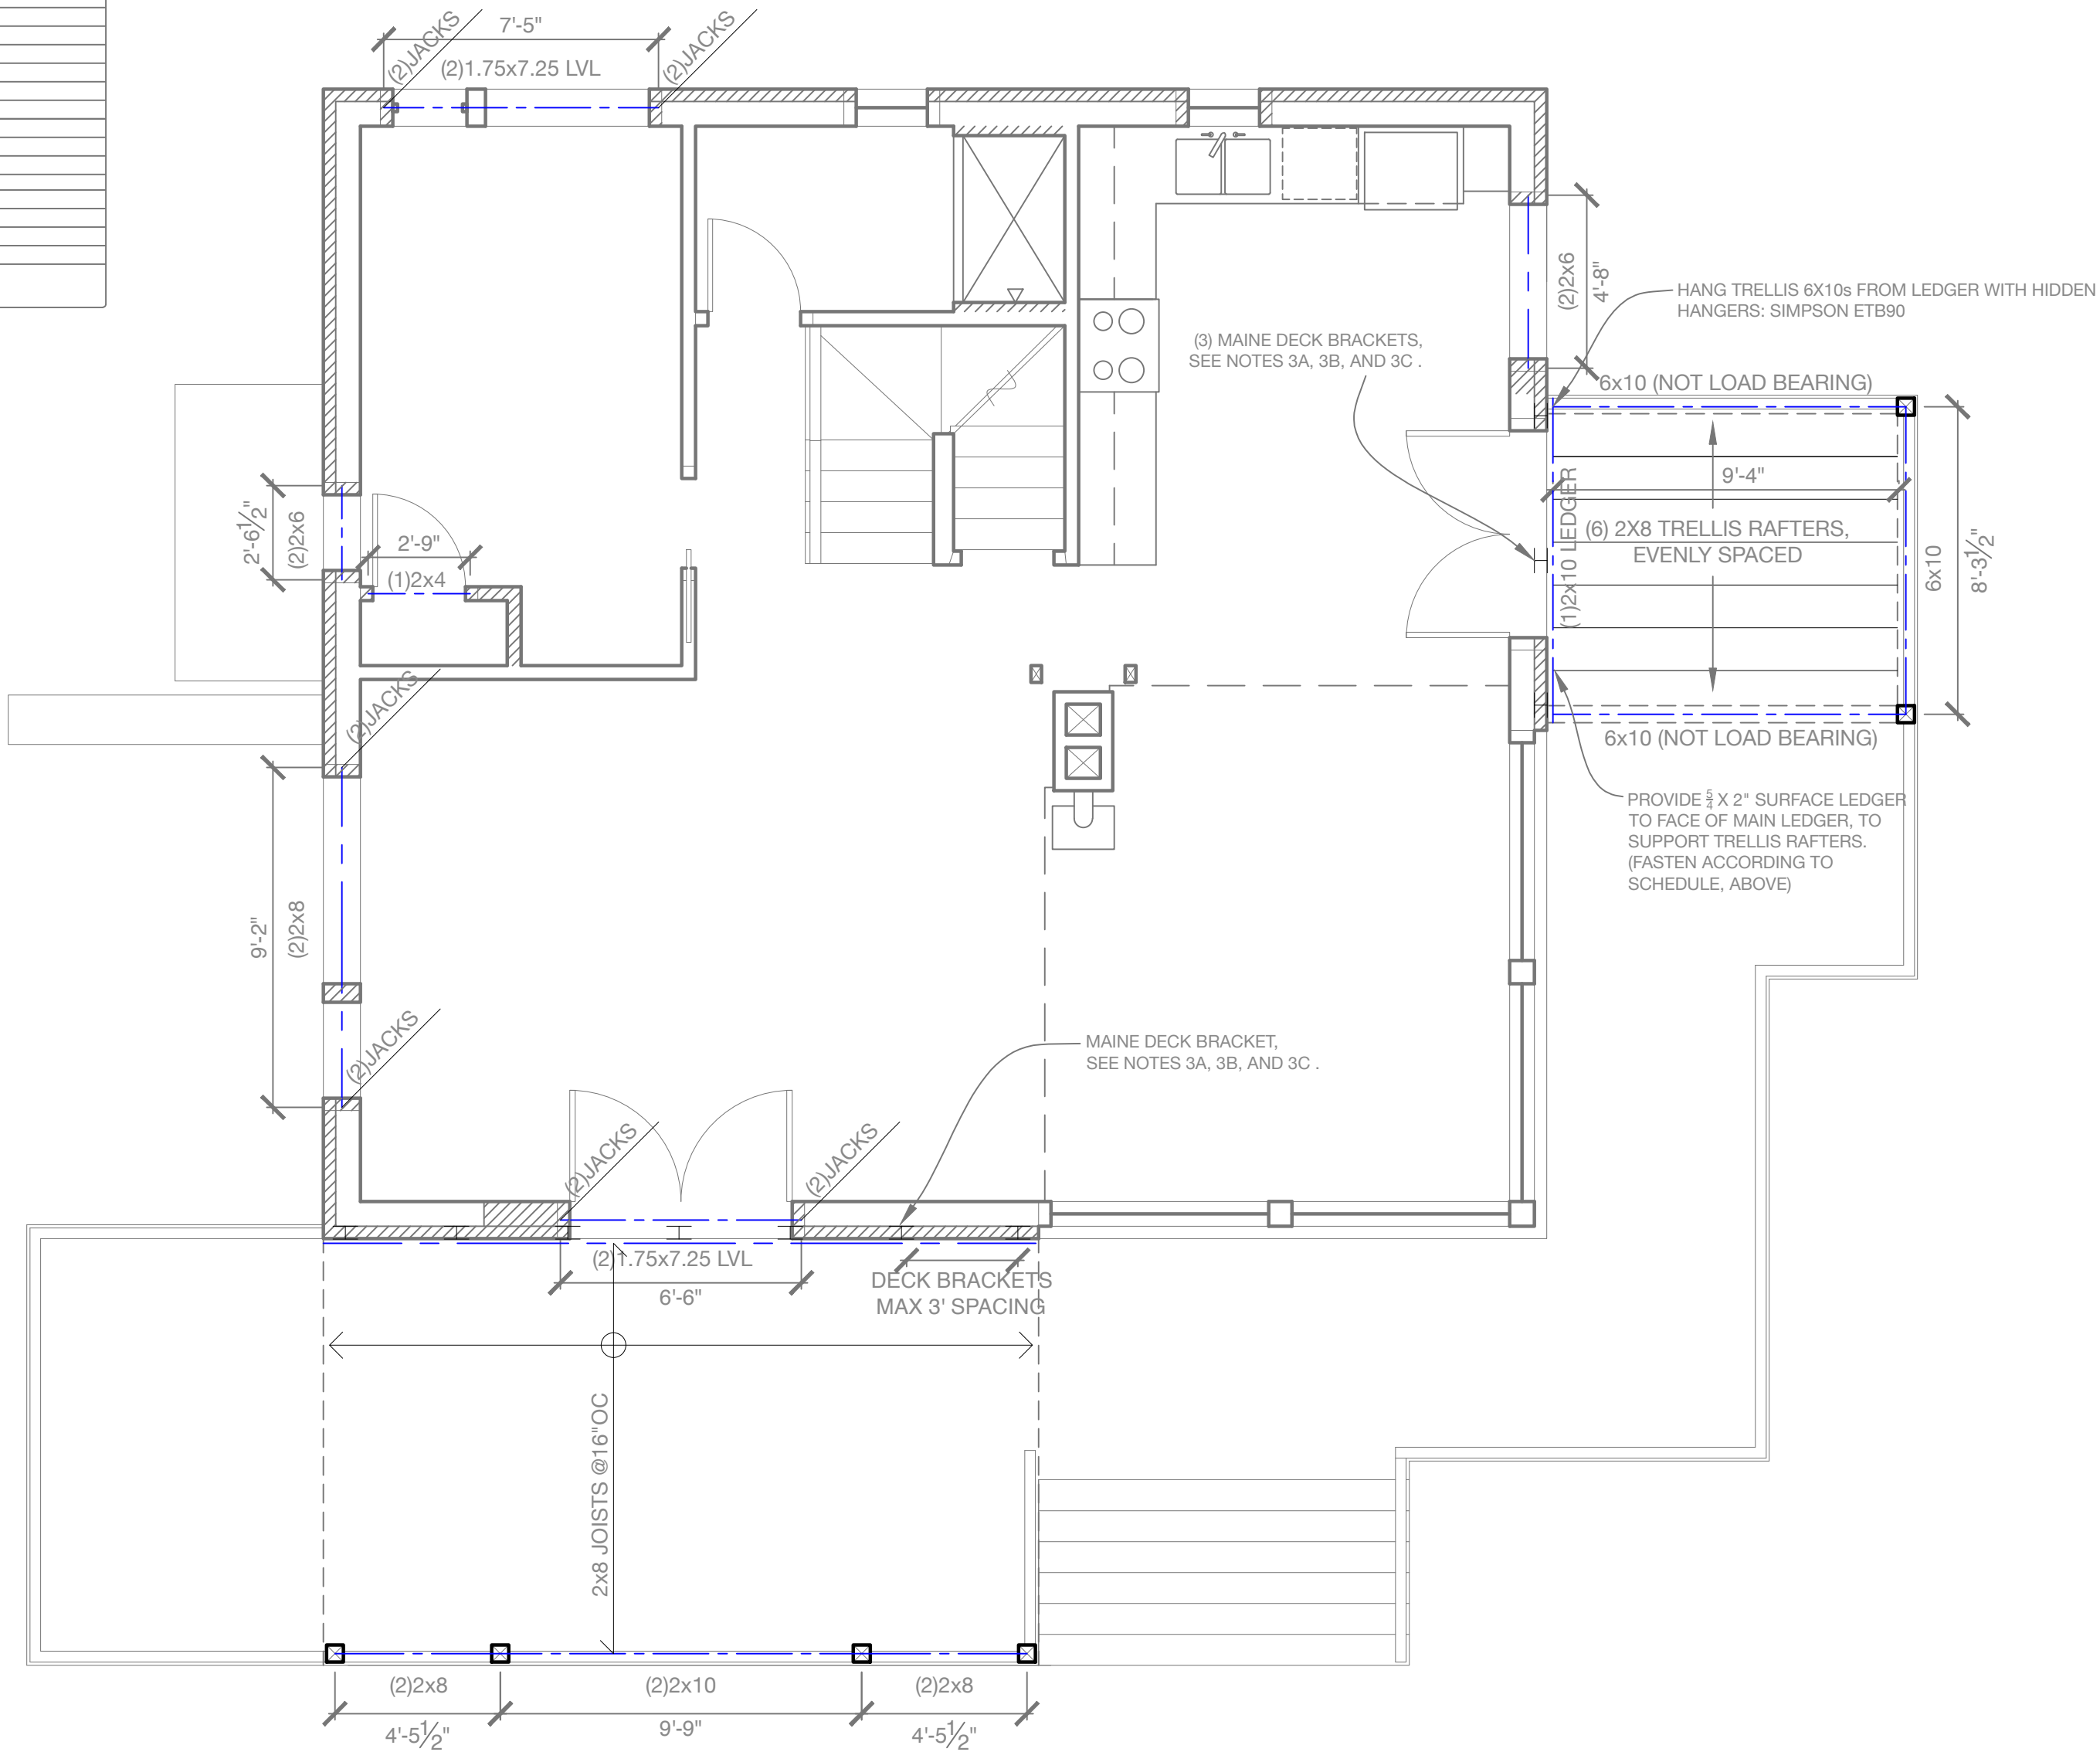 (2)JACKS
7'-5"
(2)JACKS
(2)1.75x7.25 LVL
(2)2x6
4'-8"
HANG TRELLIS 6X10s FROM LEDGER WITH HIDDEN
HANGERS: SIMPSON ETB90
(3) MAINE DECK BRACKETS,
SEE NOTES 3A, 3B, AND 3C .
6x10 (NOT LOAD BEARING)
9'-4"
(1)2x10 LEDGER
(6) 2X8 TRELLIS RAFTERS,
EVENLY SPACED
6x10
8'-3½"
2'-6½"
(2)2x6
2'-9"
(1)2x4
(2)JACKS
6x10 (NOT LOAD BEARING)
PROVIDE 5/4 X 2" SURFACE LEDGER
TO FACE OF MAIN LEDGER, TO
SUPPORT TRELLIS RAFTERS.
(FASTEN ACCORDING TO
SCHEDULE, ABOVE)
9'-2"
(2)2x8
(2)JACKS
MAINE DECK BRACKET,
SEE NOTES 3A, 3B, AND 3C .
(2)JACKS
(2)JACKS
(2)1.75x7.25 LVL
6'-6"
DECK BRACKETS
MAX 3' SPACING
2x8 JOISTS @16"OC
(2)2x8
(2)2x10
(2)2x8
4'-5½"
9'-9"
4'-5½"